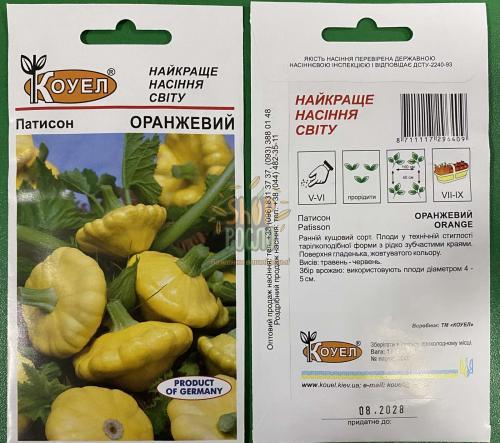 КОУЕЛ®
НАЙКРАЩЕ
НАСІННЯ
СВІТУ
Патисон
ОРАНЖЕВИЙ
PRODUCT
OF GERMANY
ЯКІСТЬ НАСІННЯ ПЕРЕВІРЕНА ДЕРЖАВНОЮ
НАСІННЄВОЮ ІНСПЕКЦІЄЮ І ВІДПОВІДАЄ ДСТУ-2240-93
НАЙКРАЩЕ
НАСІННЯ
СВІТУ
8711117294409
V-VI
прорідити
VII-IX
Патисон
ОРАНЖЕВИЙ
Patisson
ORANGE
Ранній кущовий сорт. Плоди у технічній стиглості
тарілкоподібної форми з рідко зубчастими краями.
Поверхня гладенька, жовтуватого кольору.
Висів: травень - червень.
Збір врожаю: використовують плоди діаметром 4 -
5 см.
Виробник: ТМ «КОУЕЛ»
КОУЕЛ®
www.kouel.kiev.ua; e-mail:
08.2028
придатне до: